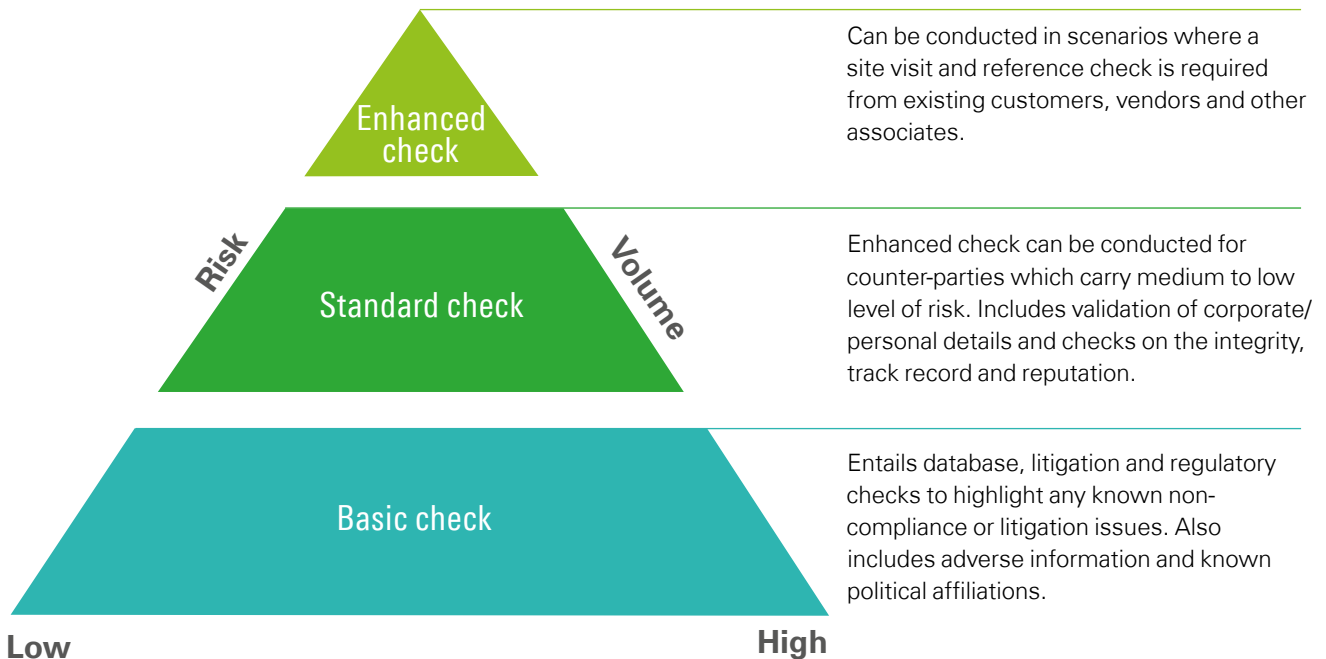 Can be conducted in scenarios where a
site visit and reference check is required
from existing customers, vendors and other
associates.
Enhanced
check
Risk
Volume
Standard check
Enhanced check can be conducted for
counter-parties which carry medium to low
level of risk. Includes validation of corporate/
personal details and checks on the integrity,
track record and reputation.
Basic check
Entails database, litigation and regulatory
checks to highlight any known non-
compliance or litigation issues. Also
includes adverse information and known
political affiliations.
Low
High